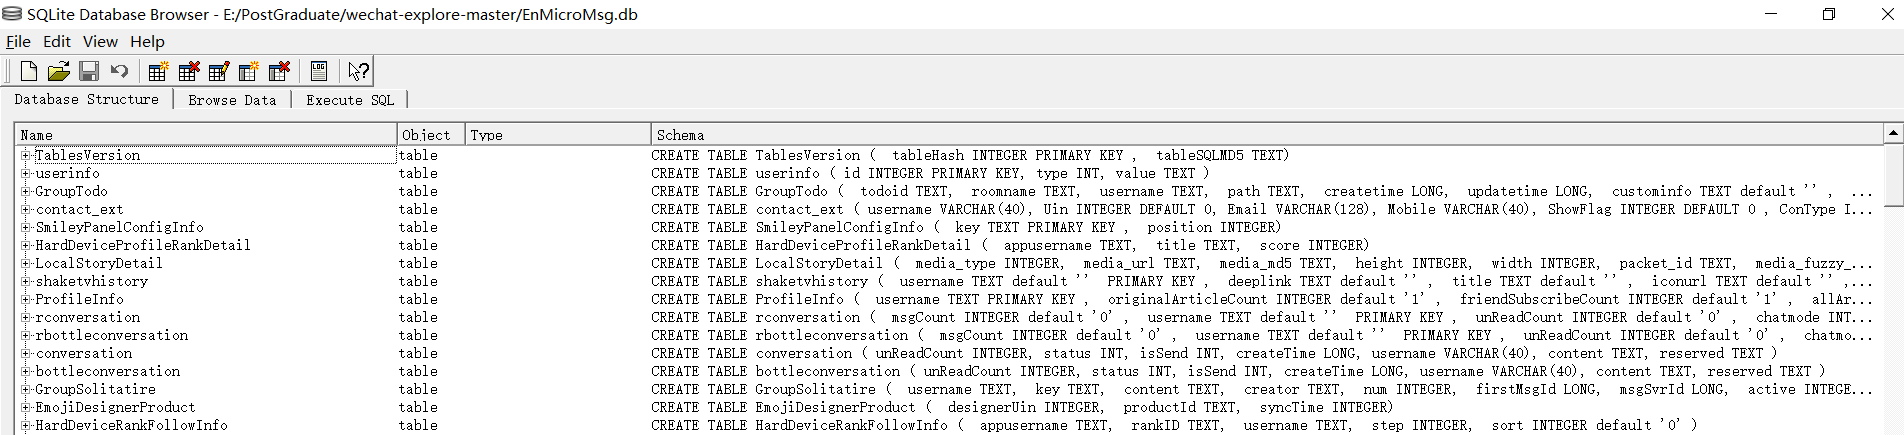 SQLite Database Browser - E:/PostGraduate/wechat-explore-master/EnMicroMsg.db
File Edit View Help
LOG
Database Structure Browse Data Execute SQL
Name Object Type Schema
TablesVersion table CREATE TABLE TablesVersion ( tableHash INTEGER PRIMARY KEY , tableSQLMD5 TEXT)
userinfo table CREATE TABLE userinfo ( id INTEGER PRIMARY KEY, type INT, value TEXT )
GroupTodo table CREATE TABLE GroupTodo ( todoid TEXT, roomname TEXT, username TEXT, path TEXT, createtime LONG, updatetime LONG, custominfo TEXT default '' , ...
contact_ext table CREATE TABLE contact_ext ( username VARCHAR(40), Uin INTEGER DEFAULT 0, Email VARCHAR(128), Mobile VARCHAR(40), ShowFlag INTEGER DEFAULT 0 , ConType I...
SmileyPanelConfigInfo table CREATE TABLE SmileyPanelConfigInfo ( key TEXT PRIMARY KEY , position INTEGER)
HardDeviceProfileRankDetail table CREATE TABLE HardDeviceProfileRankDetail ( appusername TEXT, title TEXT, score INTEGER)
LocalStoryDetail table CREATE TABLE LocalStoryDetail ( media_type INTEGER, media_url TEXT, media_md5 TEXT, height INTEGER, width INTEGER, packet_id TEXT, media_fuzzy_...
shaketvhistory table CREATE TABLE shaketvhistory ( username TEXT default '' PRIMARY KEY , deeplink TEXT default '' , title TEXT default '' , iconurl TEXT default '' ,...
ProfileInfo table CREATE TABLE ProfileInfo ( username TEXT PRIMARY KEY , originalArticleCount INTEGER default '1' , friendSubscribeCount INTEGER default '1' , allAr...
rconversation table CREATE TABLE rconversation ( msgCount INTEGER default '0' , username TEXT default '' PRIMARY KEY , unReadCount INTEGER default '0' , chatmode INT...
rbottleconversation table CREATE TABLE rbottleconversation ( msgCount INTEGER default '0' , username TEXT default '' PRIMARY KEY , unReadCount INTEGER default '0' , chatmo...
conversation table CREATE TABLE conversation ( unReadCount INTEGER, status INT, isSend INT, createTime LONG, username VARCHAR(40), content TEXT, reserved TEXT )
bottleconversation table CREATE TABLE bottleconversation ( unReadCount INTEGER, status INT, isSend INT, createTime LONG, username VARCHAR(40), content TEXT, reserved TEXT )
GroupSolitatire table CREATE TABLE GroupSolitatire ( username TEXT, key TEXT, content TEXT, creator TEXT, num INTEGER, firstMsgId LONG, msgSvrId LONG, active INTEGE...
EmojiDesignerProduct table CREATE TABLE EmojiDesignerProduct ( designerUin INTEGER, productId TEXT, syncTime INTEGER)
HardDeviceRankFollowInfo table CREATE TABLE HardDeviceRankFollowInfo ( appusername TEXT, rankID TEXT, username TEXT, step INTEGER, sort INTEGER default '0' )